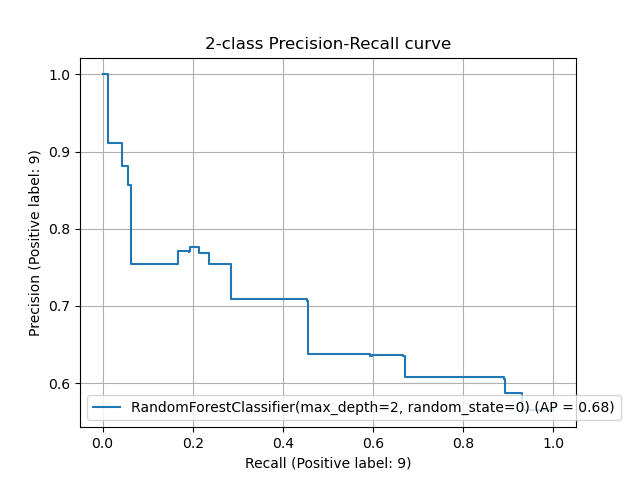 2-class Precision-Recall curve
1.0
0.9
0.8
0.7
0.6
Precision (Positive label: 9)
RandomForestClassifier(max_depth=2, random_state=0) (AP = 0.68)
0.0 0.2 0.4 0.6 0.8 1.0
Recall (Positive label: 9)